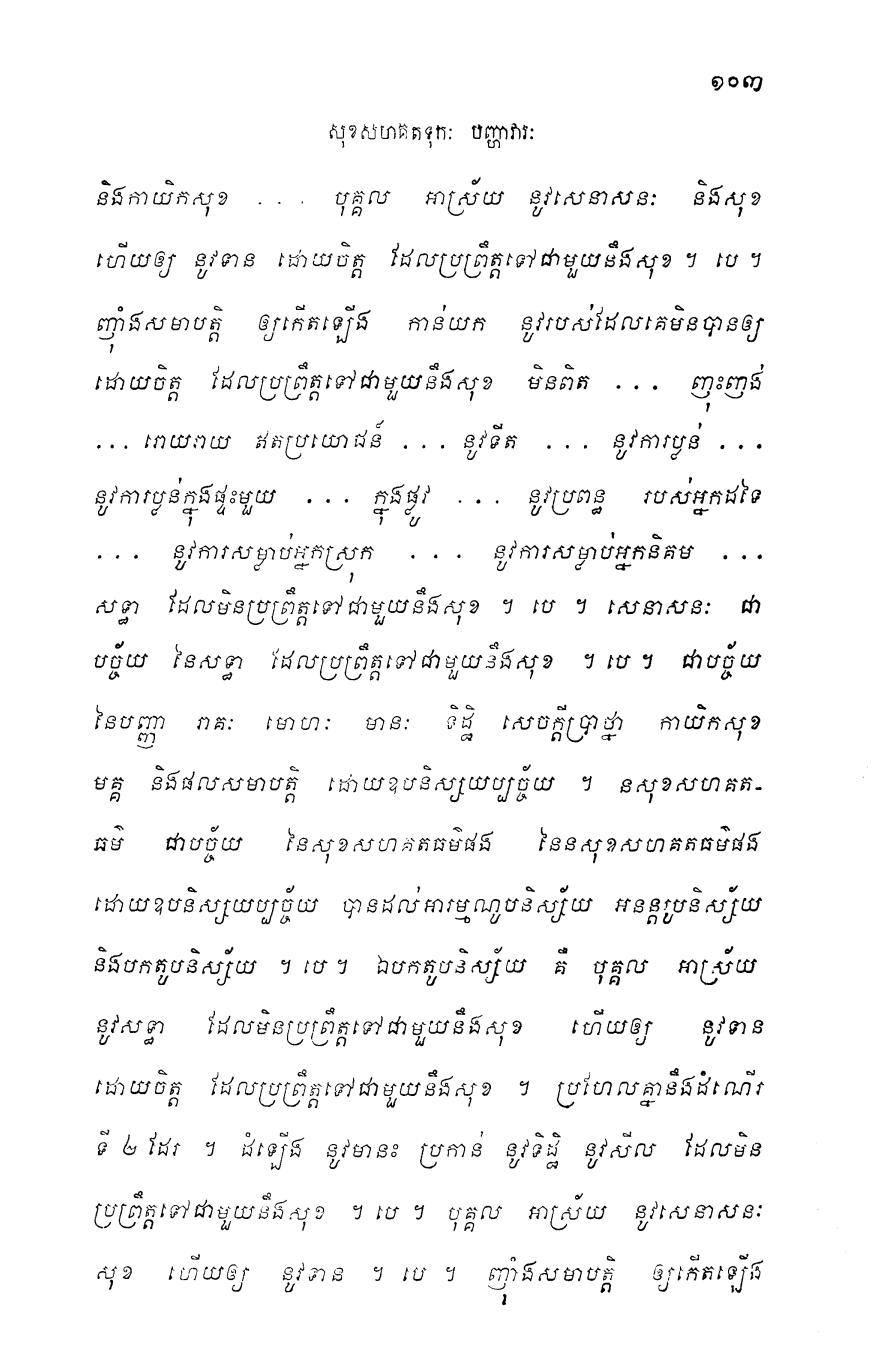 ១០៣
សុខសហគតទុកៈ បញ្ហាវារៈ
និងកាយិកសុខ . . . បុគ្គល អាស្រ័យ នូវសេនាសនៈ និងសុខ
ហើយឲ្យ នូវទាន ដោយចិត្ត ដែលប្រព្រឹត្តទៅជាមួយនឹងសុខ ។ បេ ។
ញុំាងសមាបត្តិ ឲ្យកើតឡើង កាន់យក នូវរបស់ដែលគេមិនបានឲ្យ
ដោយចិត្ត ដែលប្រព្រឹត្តទៅជាមួយនឹងសុខ មិនពិត . . . ញុះញង់
. . . រោយរាយ ឥតប្រយោជន៍ . . . នូវទីត . . . នូវការប្លន់ . . .
នូវការប្លន់ក្នុងផ្ទះមួយ . . . ក្នុងផ្លូវ . . . នូវប្រពន្ធ របស់អ្នកដទៃ
. . . នូវការសម្លាប់អ្នកស្រុក . . . នូវការសម្លាប់អ្នកនិគម . . .
សទ្ធា ដែលមិនប្រព្រឹត្តទៅជាមួយនឹងសុខ ។ បេ ។ សេនាសនៈ ជា
បច្ច័យ នៃសទ្ធា ដែលប្រព្រឹត្តទៅជាមួយនឹងសុខ ។ បេ ។ ជាបច្ច័យ
នៃបញ្ញា រាគៈ មោហៈ មានៈ ទិដ្ឋិ សេចក្តីប្រាថ្នា កាយិកសុខ
មគ្គ និងផលសមាបត្តិ ដោយឧបនិស្សយប្បច្ច័យ ។ នសុខសហគត-
ធម៌ ជាបច្ច័យ នៃសុខសហគតធម៌ផង នៃនសុខសហគតធម៌ផង
ដោយឧបនិស្សយប្បច្ច័យ បានដល់អារម្មណូបនិស្ស័យ អនន្តរូបនិស្ស័យ
និងបកតូបនិស្ស័យ ។ បេ ។ ឯបកតូបនិស្ស័យ គឺ បុគ្គល អាស្រ័យ
នូវសទ្ធា ដែលមិនប្រព្រឹត្តទៅជាមួយនឹងសុខ ហើយឲ្យ នូវទាន
ដោយចិត្ត ដែលប្រព្រឹត្តទៅជាមួយនឹងសុខ ។ ប្រហែលគ្នានឹងដំណើរ
ទី ២ ដែរ ។ ដំឡើង នូវមានះ ប្រកាន់ នូវទិដ្ឋិ នូវសីល ដែលមិន
ប្រព្រឹត្តទៅជាមួយនឹងសុខ ។ បេ ។ បុគ្គល អាស្រ័យ នូវសេនាសនៈ
សុខ ហើយឲ្យ នូវទាន ។ បេ ។ ញុំាងសមាបត្តិ ឲ្យកើតឡើង